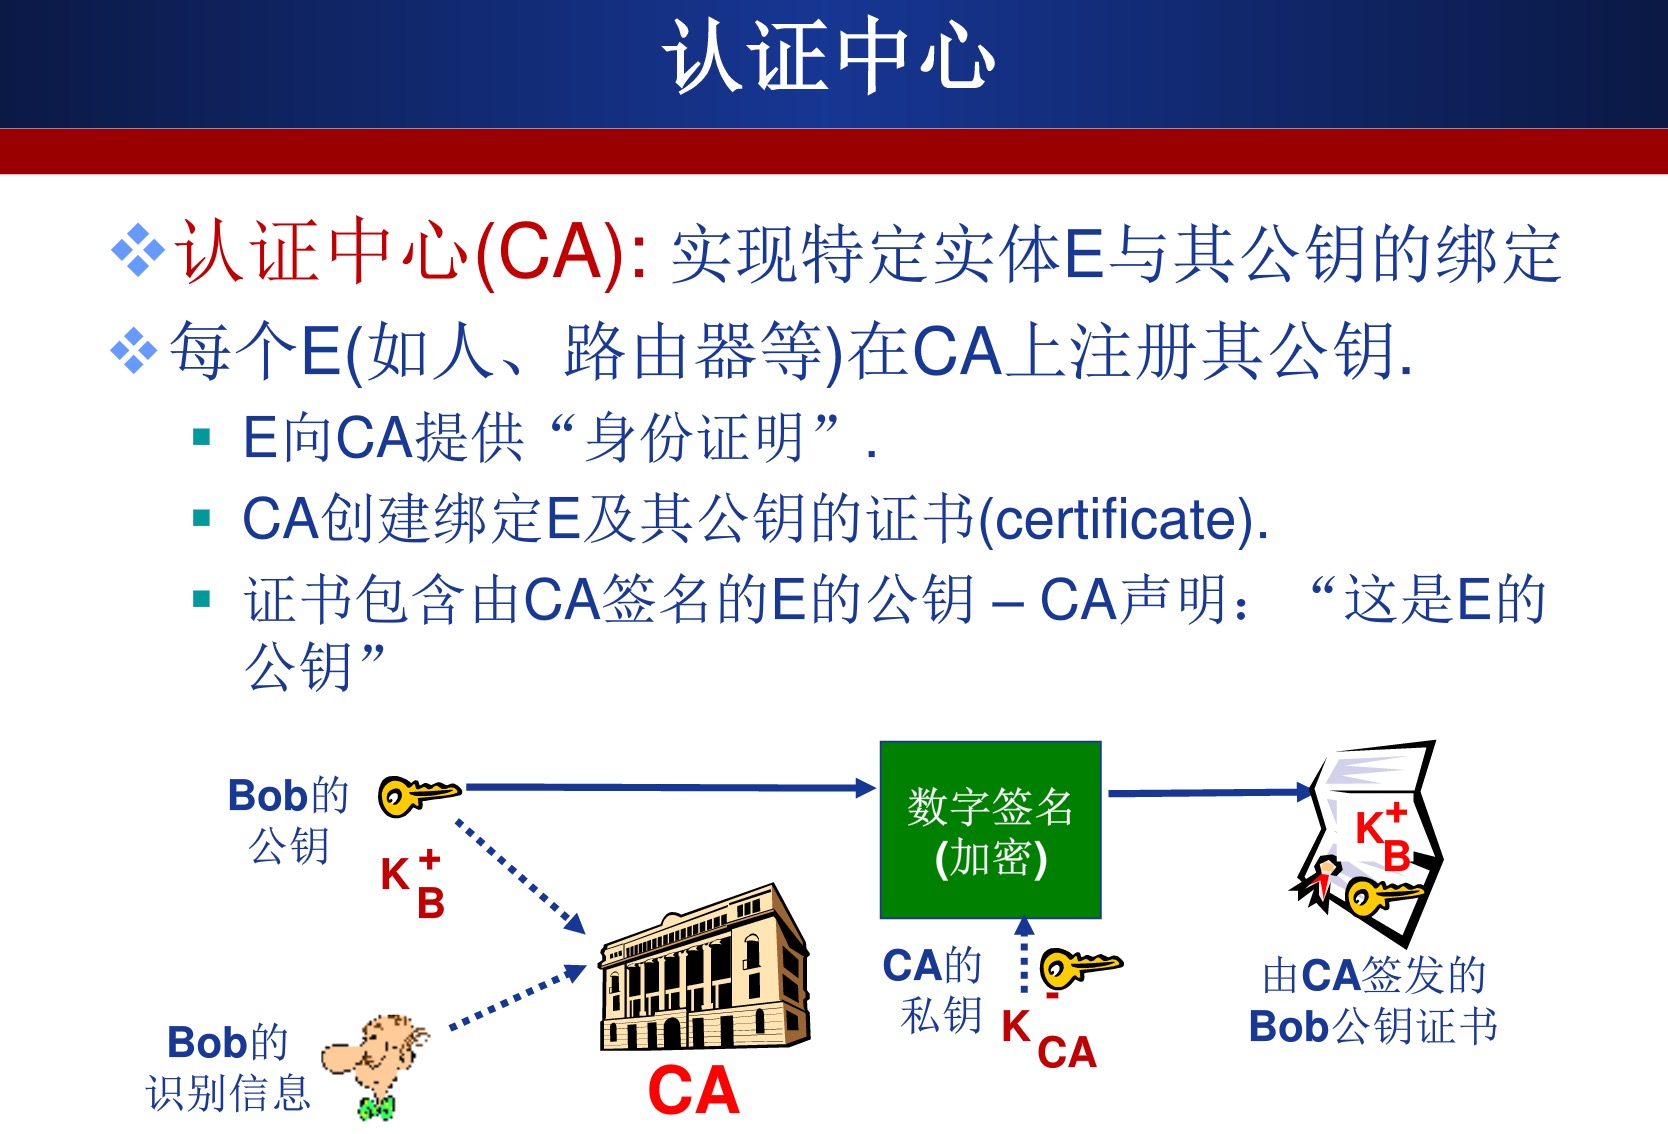 认证中心
认证中心(CA): 实现特定实体E与其公钥的绑定
每个E(如人、路由器等)在CA上注册其公钥.
E向CA提供“身份证明”.
CA创建绑定E及其公钥的证书(certificate).
证书包含由CA签名的E的公钥 – CA声明：“这是E的
公钥”
Bob的
公钥
K+
B
数字签名
(加密)
K+
B
CA的
私钥
K-
CA
由CA签发的
Bob公钥证书
Bob的
识别信息
CA